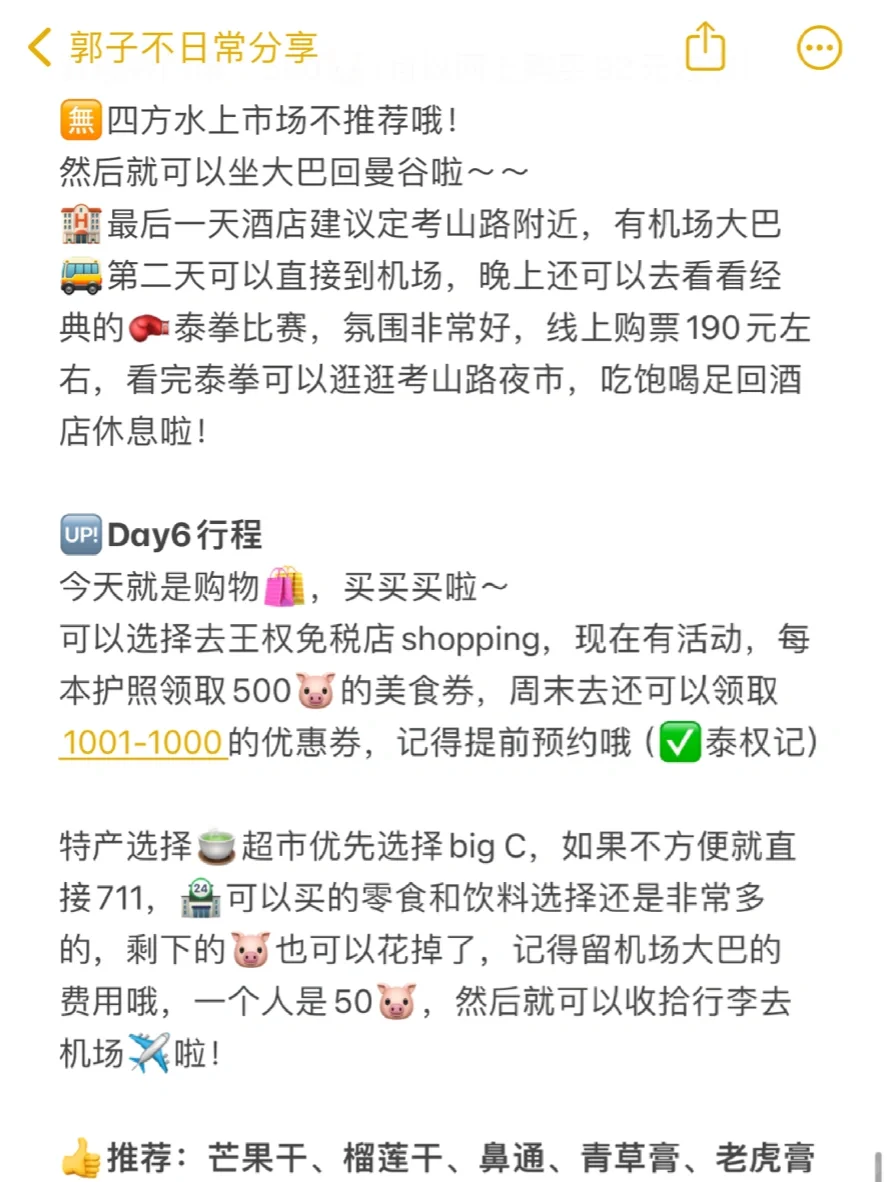 郭子不日常分享
🈚四方水上市场不推荐哦！
然后就可以坐大巴回曼谷啦～～
🏨最后一天酒店建议定考山路附近，有机场大巴
🚐第二天可以直接到机场，晚上还可以去看看经
典的🥊泰拳比赛，氛围非常好，线上购票190元左
右，看完泰拳可以逛逛考山路夜市，吃饱喝足回酒
店休息啦！
🆙Day6行程
今天就是购物🛍️，买买买啦～
可以选择去王权免税店shopping，现在有活动，每
本护照领取500🐷的美食券，周末去还可以领取
1001-1000的优惠券，记得提前预约哦（✅泰权记）
特产选择🍵超市优先选择big C，如果不方便就直
接711，🏪可以买的零食和饮料选择还是非常多
的，剩下的🐷也可以花掉了，记得留机场大巴的
费用哦，一个人是50🐷，然后就可以收拾行李去
机场✈️啦！
👍推荐：芒果干、榴莲干、鼻通、青草膏、老虎膏